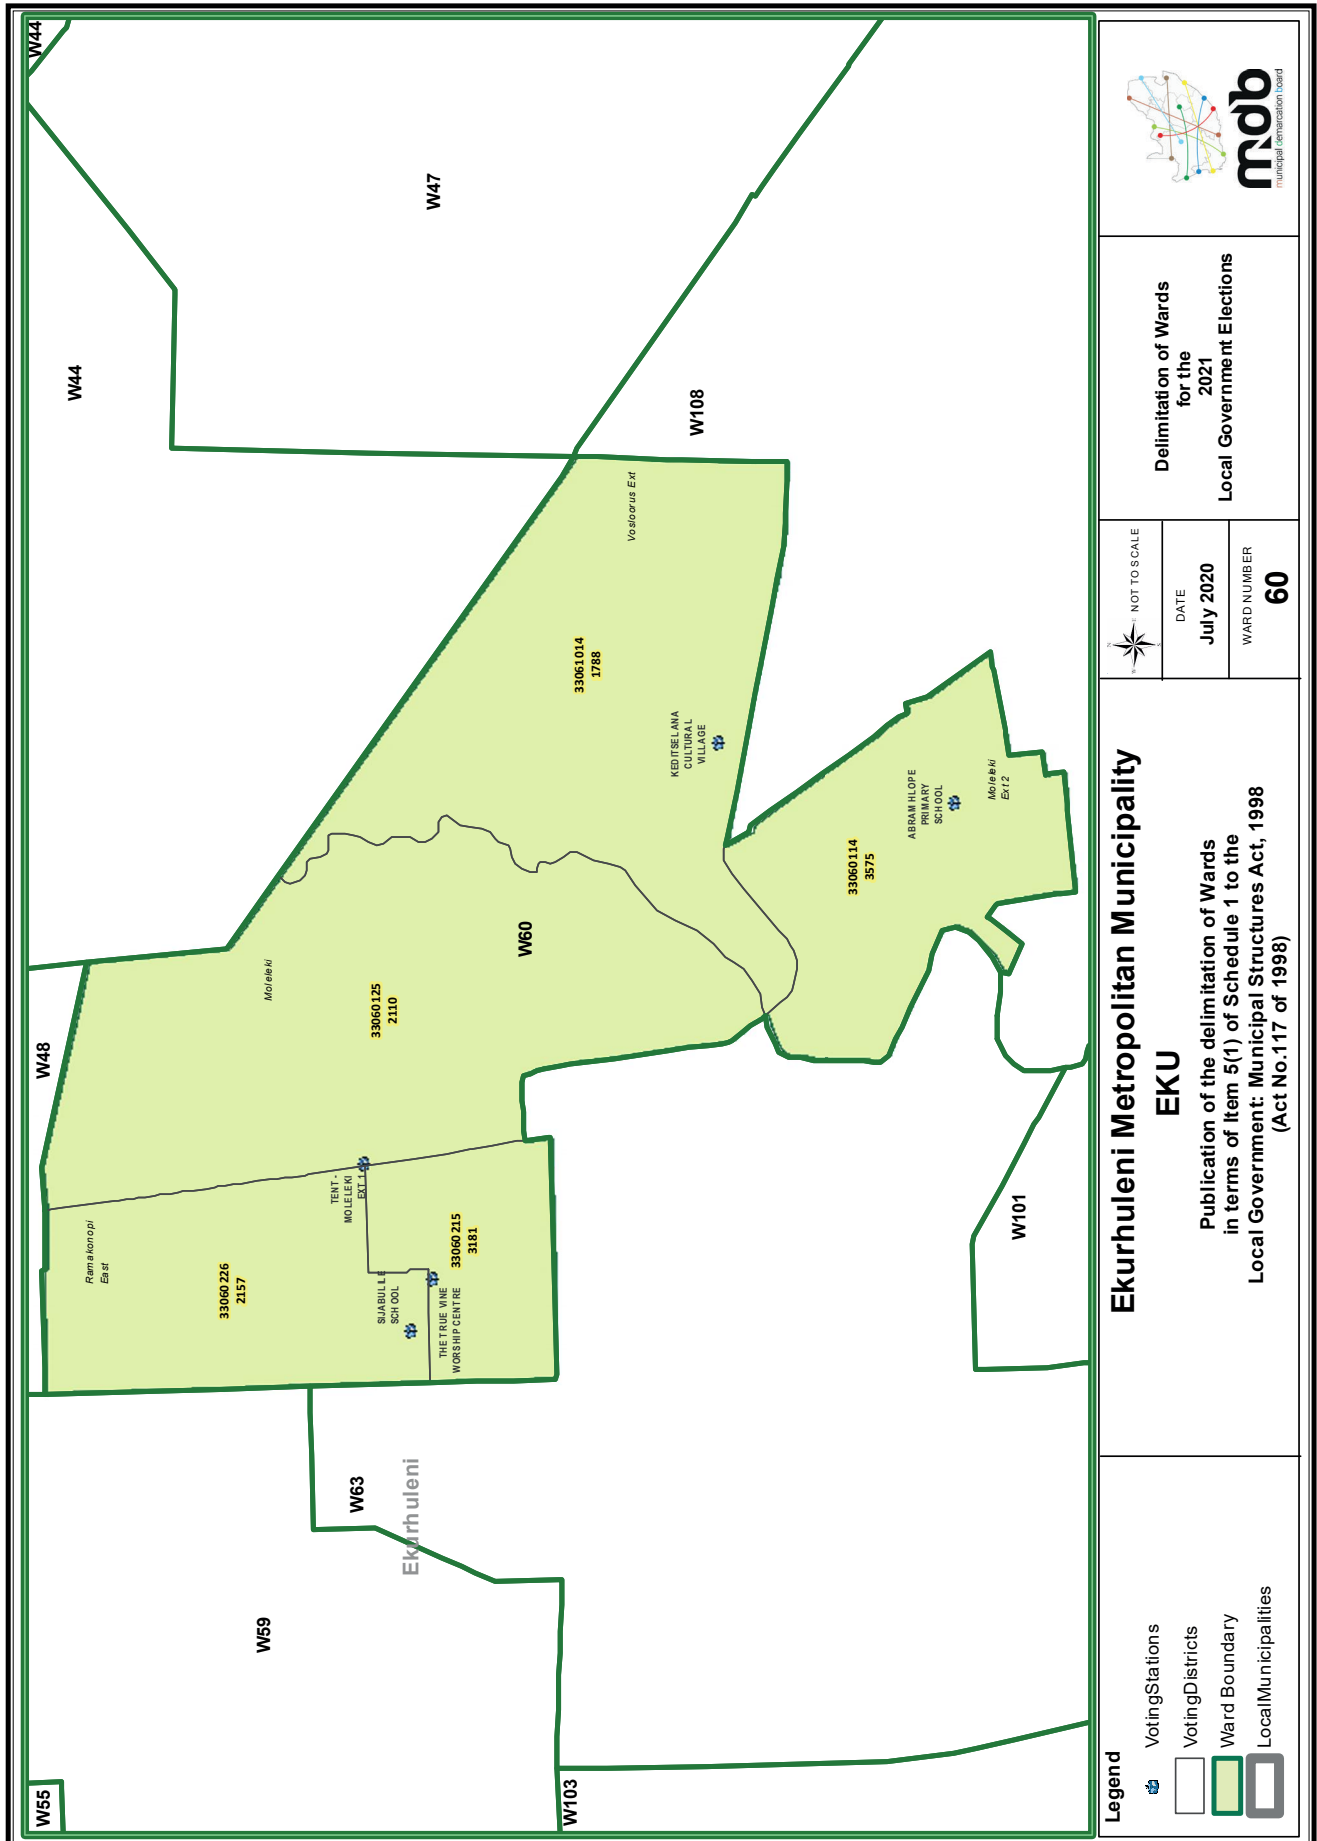 W55
W59
W103
W63
Ekurhuleni
W48
W44
W44
W47
W108
W101
W60
Ramakonopi
East
33060226
2157
SIJABULILE
SCHOOL
THE TRUE VINE
WORSHIP CENTRE
33060215
3181
TENT -
MOLELEKI
EXT 1
Moleleki
33060125
2110
33061014
1788
Vosloorus Ext
KEDITSELANA
CULTURAL
VILLAGE
33060114
3575
ABRAM HLOPE
PRIMARY
SCHOOL
Moleleki
Ext 2
Legend
VotingStations
VotingDistricts
Ward Boundary
LocalMunicipalities
Ekurhuleni Metropolitan Municipality
EKU
Publication of the delimitation of Wards
in terms of Item 5(1) of Schedule 1 to the
Local Government: Municipal Structures Act, 1998
(Act No.117 of 1998)
N
W E
S
NOT TO SCALE
DATE
July 2020
WARD NUMBER
60
Delimitation of Wards
for the
2021
Local Government Elections
mdb
municipal demarcation board